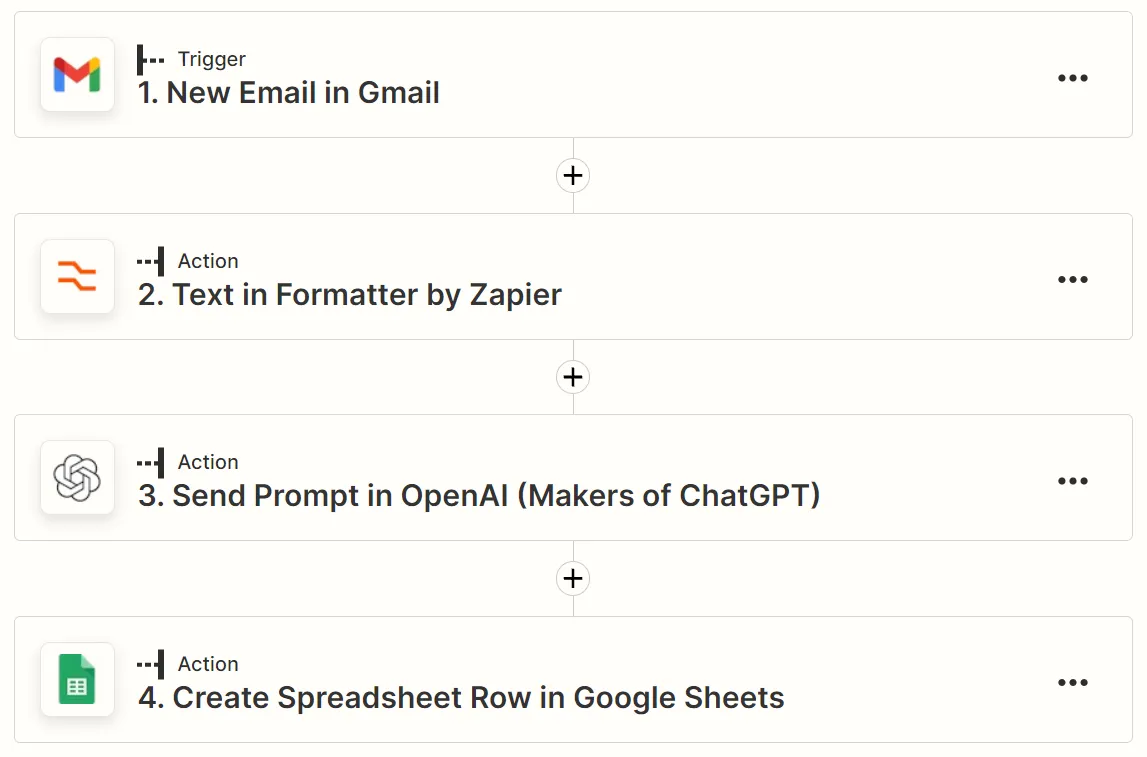 Trigger
1. New Email in Gmail
Action
2. Text in Formatter by Zapier
Action
3. Send Prompt in OpenAI (Makers of ChatGPT)
Action
4. Create Spreadsheet Row in Google Sheets